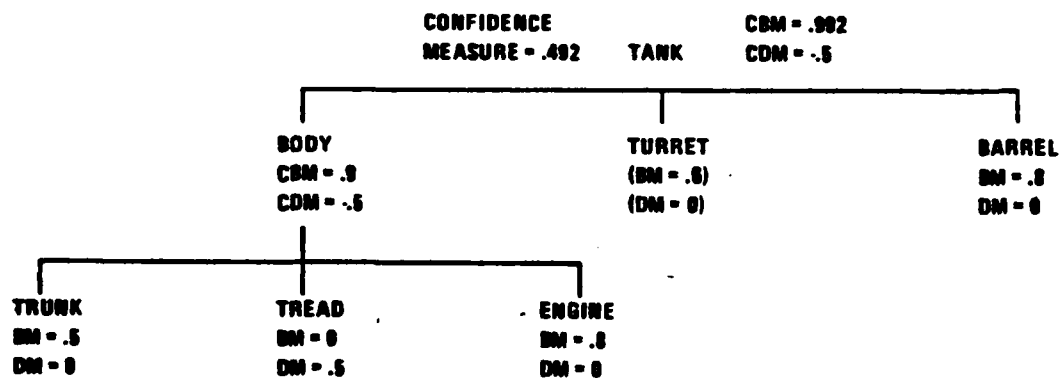 CONFIDENCE CBM = .992
MEASURE = .492 TANK CDM = -.5
BODY TURRET BARREL
CBM = .9 (BM = .6) BM = .8
CDM = -.5 (DM = 0) DM = 0
TRUNK TREAD ENGINE
BM = .5 BM = 0 BM = .8
DM = 0 DM = .5 DM = 0